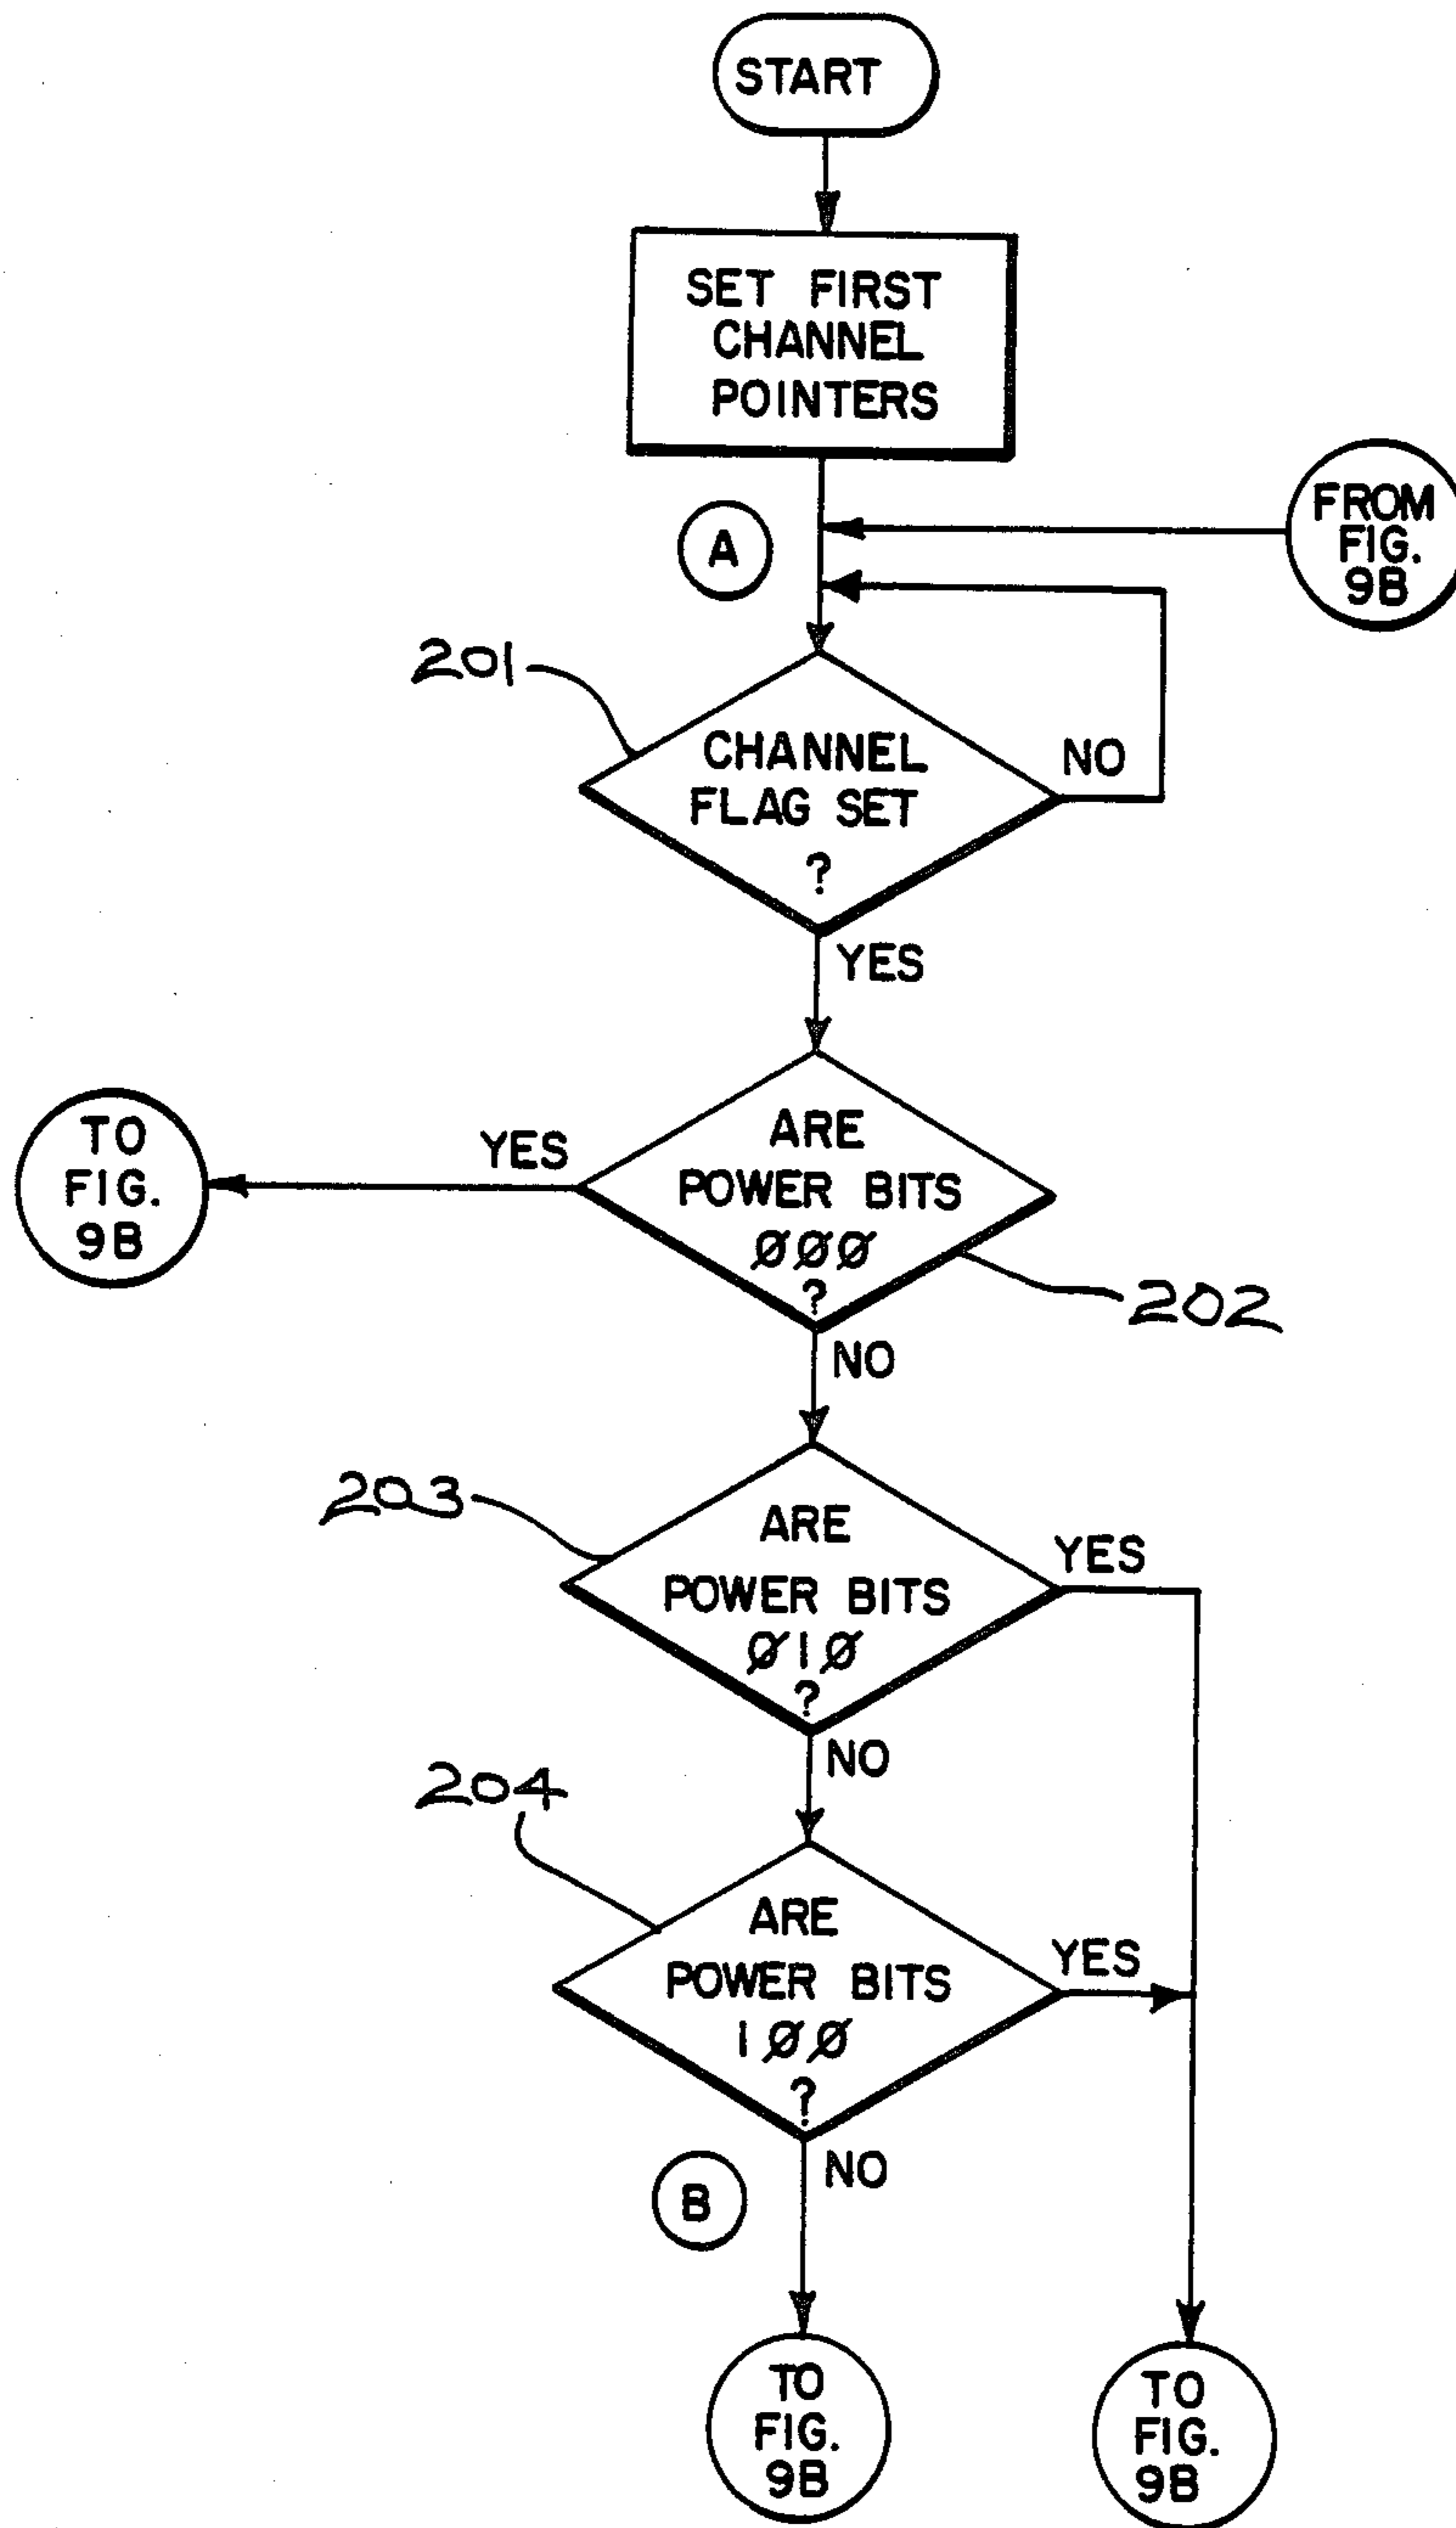 START
SET FIRST
CHANNEL
POINTERS
A
FROM
FIG.
9B
201
CHANNEL
FLAG SET
?
NO
YES
TO
FIG.
9B
YES
ARE
POWER BITS
ØØØ
?
202
NO
203
ARE
POWER BITS
Ø1Ø
?
YES
NO
204
ARE
POWER BITS
1ØØ
?
YES
B
NO
TO
FIG.
9B
TO
FIG.
9B